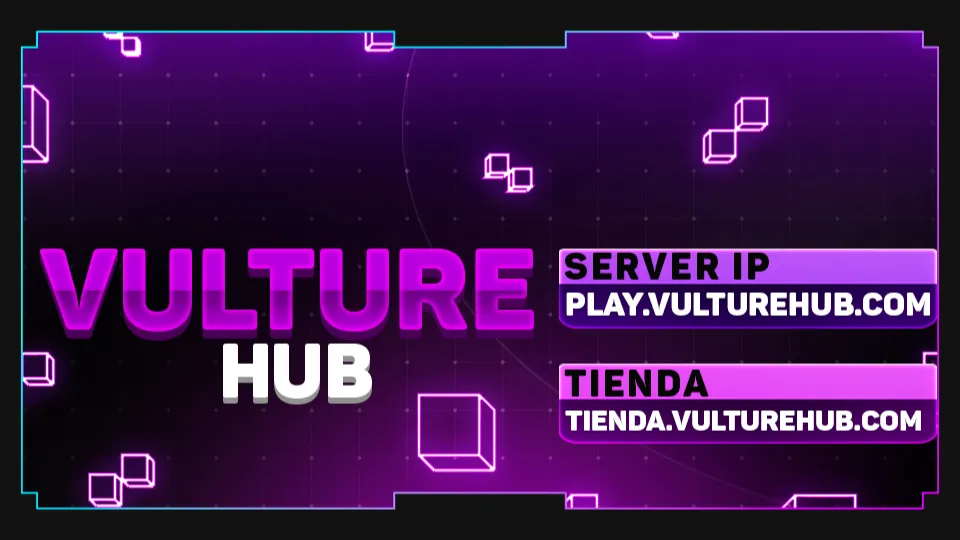 VULTURE
HUB
SERVER IP
PLAY.VULTUREHUB.COM
TIENDA
TIENDA.VULTUREHUB.COM